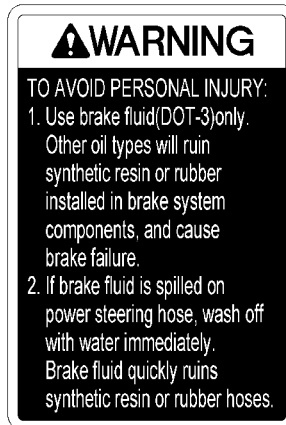 WARNING
TO AVOID PERSONAL INJURY:
1. Use brake fluid(DOT-3)only.
Other oil types will ruin
synthetic resin or rubber
installed in brake system
components, and cause
brake failure.
2. If brake fluid is spilled on
power steering hose, wash off
with water immediately.
Brake fluid quickly ruins
synthetic resin or rubber hoses.